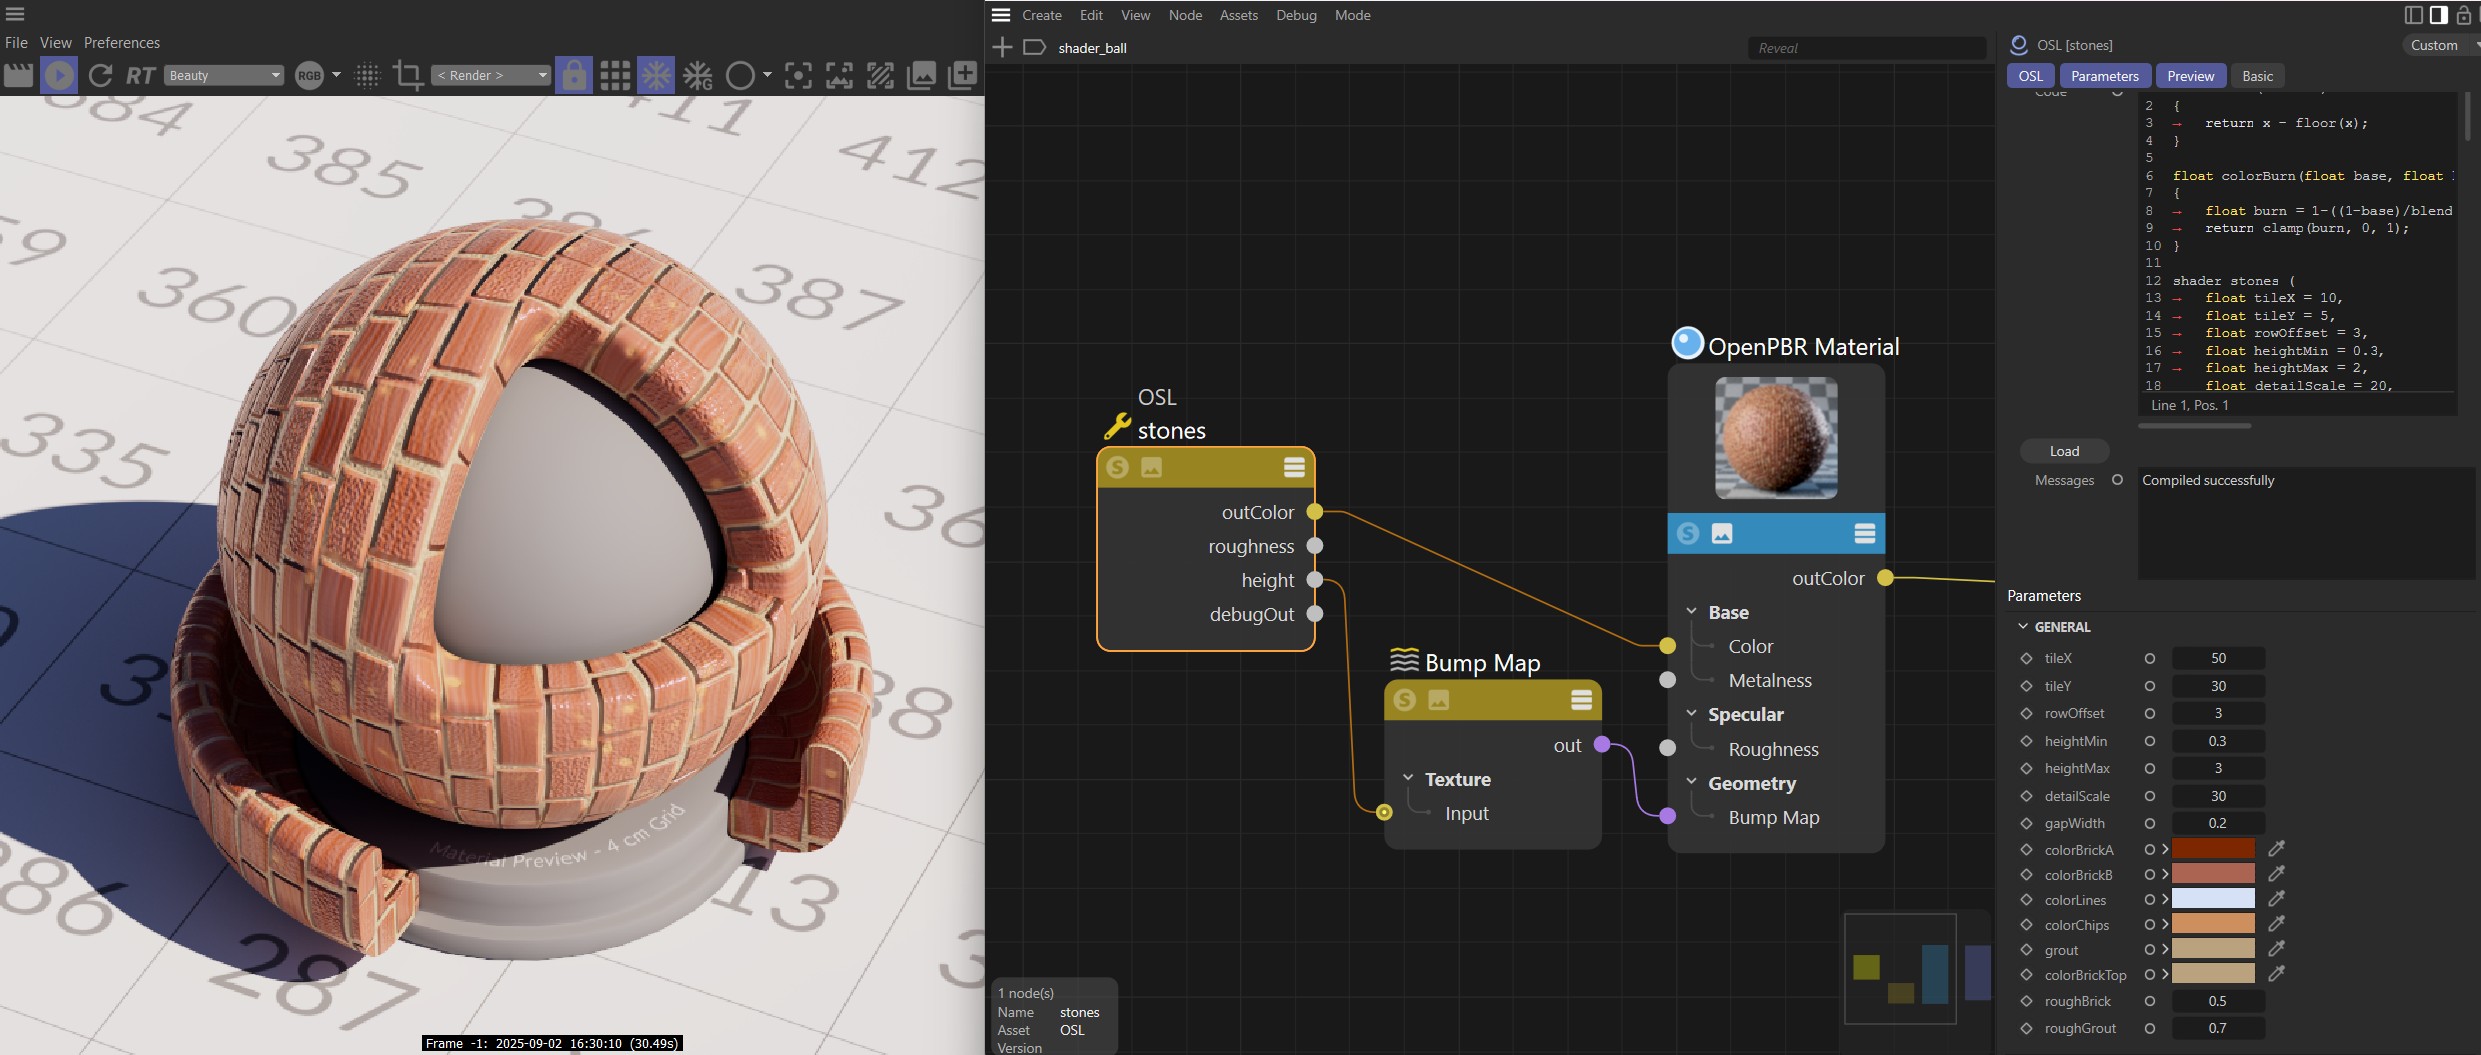 File View Preferences
RT Beauty RGB < Render > G
384
385
411
412
386
359
360
387
335
36
38
Material Preview - 4 cm Grid
286
287
13
Frame -1: 2025-09-02 16:30:10 (30.49s)
Create Edit View Node Assets Debug Mode
shader_ball
Reveal
OSL
stones
S
outColor
roughness
height
debugOut
Bump Map
S
out
Texture
Input
OpenPBR Material
S
outColor
Base
Color
Metalness
Specular
Roughness
Geometry
Bump Map
1 node(s)
Name stones
Asset OSL
Version
OSL [stones]
Custom
OSL Parameters Preview Basic
Code
2 {
3 → return x - floor(x);
4 }
5
6 float colorBurn(float base, float
7 {
8 → float burn = 1-((1-base)/blend
9 → return clamp(burn, 0, 1);
10 }
11
12 shader stones (
13 → float tileX = 10,
14 → float tileY = 5,
15 → float rowOffset = 3,
16 → float heightMin = 0.3,
17 → float heightMax = 2,
18 float detailScale = 20,
Line 1, Pos. 1
Load
Messages Compiled successfully
Parameters
GENERAL
tileX 50
tileY 30
rowOffset 3
heightMin 0.3
heightMax 3
detailScale 30
gapWidth 0.2
colorBrickA
colorBrickB
colorLines
colorChips
grout
colorBrickTop
roughBrick 0.5
roughGrout 0.7